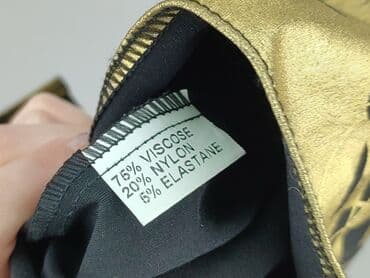 75% VISCOSE
20% NYLON
5% ELASTANE